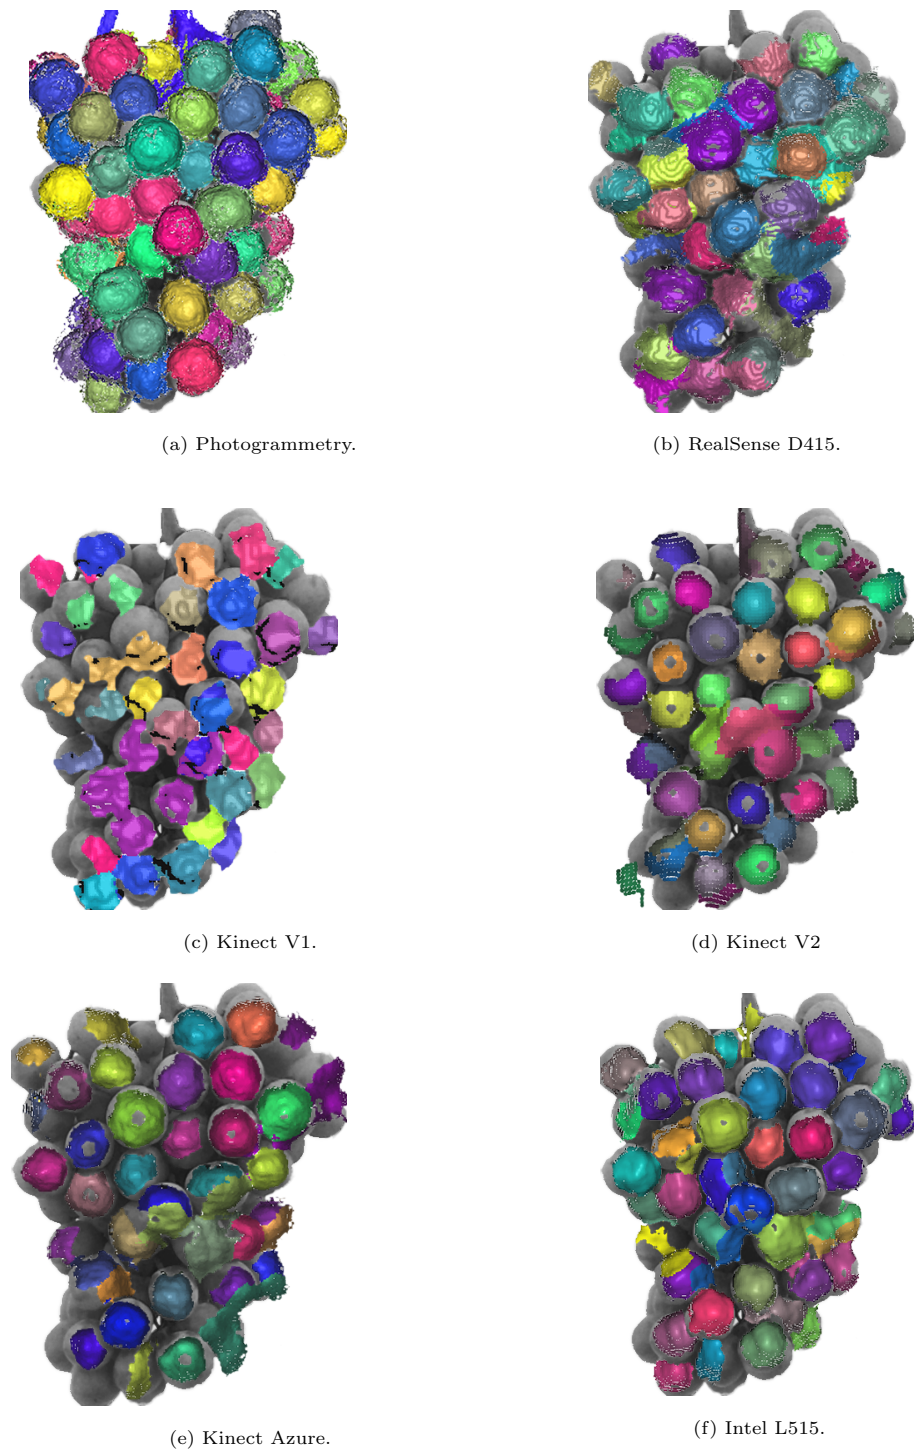 (a) Photogrammetry.
(b) RealSense D415.
(c) Kinect V1.
(d) Kinect V2
(e) Kinect Azure.
(f) Intel L515.